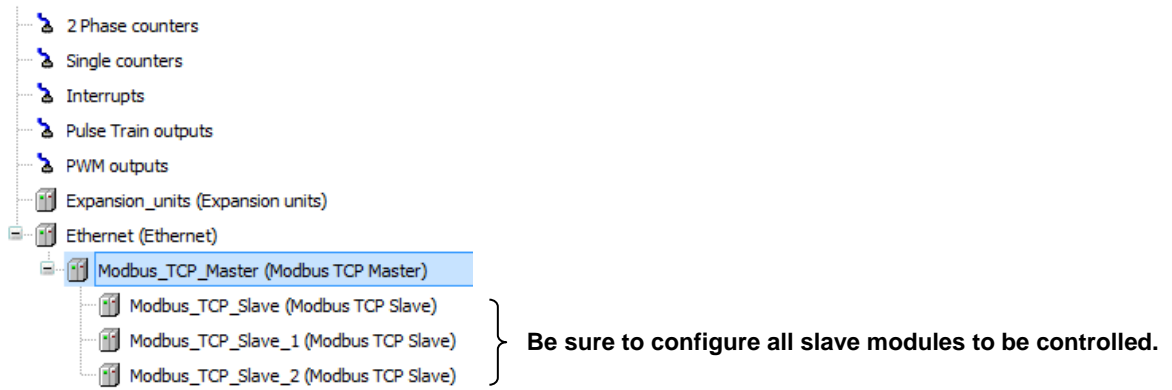 2 Phase counters
Single counters
Interrupts
Pulse Train outputs
PWM outputs
Expansion_units (Expansion units)
Ethernet (Ethernet)
Modbus_TCP_Master (Modbus TCP Master)
Modbus_TCP_Slave (Modbus TCP Slave)
Modbus_TCP_Slave_1 (Modbus TCP Slave)
Be sure to configure all slave modules to be controlled.
Modbus_TCP_Slave_2 (Modbus TCP Slave)